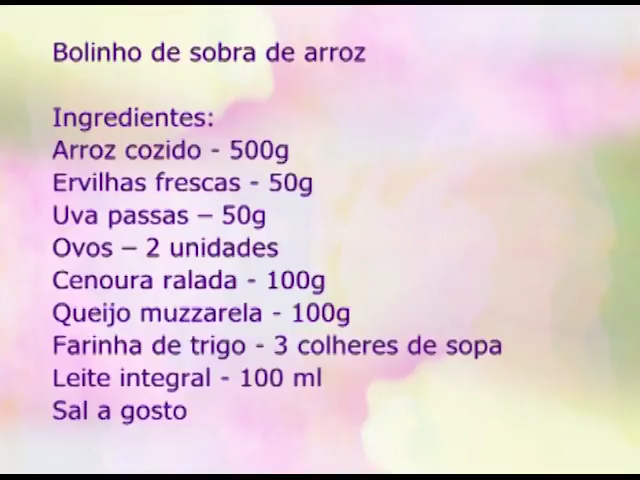 Bolinho de sobra de arroz
Ingredientes:
Arroz cozido - 500g
Ervilhas frescas - 50g
Uva passas – 50g
Ovos – 2 unidades
Cenoura ralada - 100g
Queijo muzzarela - 100g
Farinha de trigo - 3 colheres de sopa
Leite integral - 100 ml
Sal a gosto